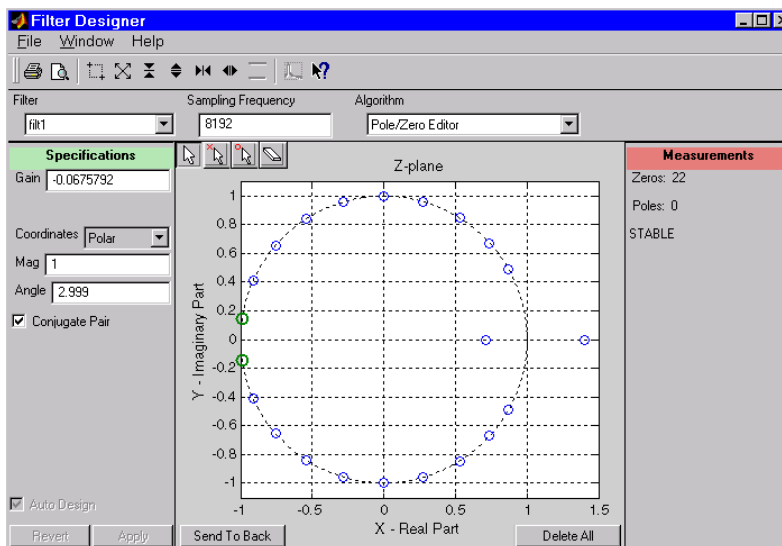 Filter Designer
File Window Help
Filter
Sampling Frequency
Algorithm
filt1
8192
Pole/Zero Editor
Specifications
Gain -0.0675792
Coordinates Polar
Mag 1
Angle 2.999
Conjugate Pair
Auto Design
Revert Apply
Z-plane
1
0.8
0.6
0.4
0.2
0
-0.2
-0.4
-0.6
-0.8
-1
Y - Imaginary Part
-1 -0.5 0 0.5 1 1.5
X - Real Part
Send To Back
Delete All
Measurements
Zeros: 22
Poles: 0
STABLE